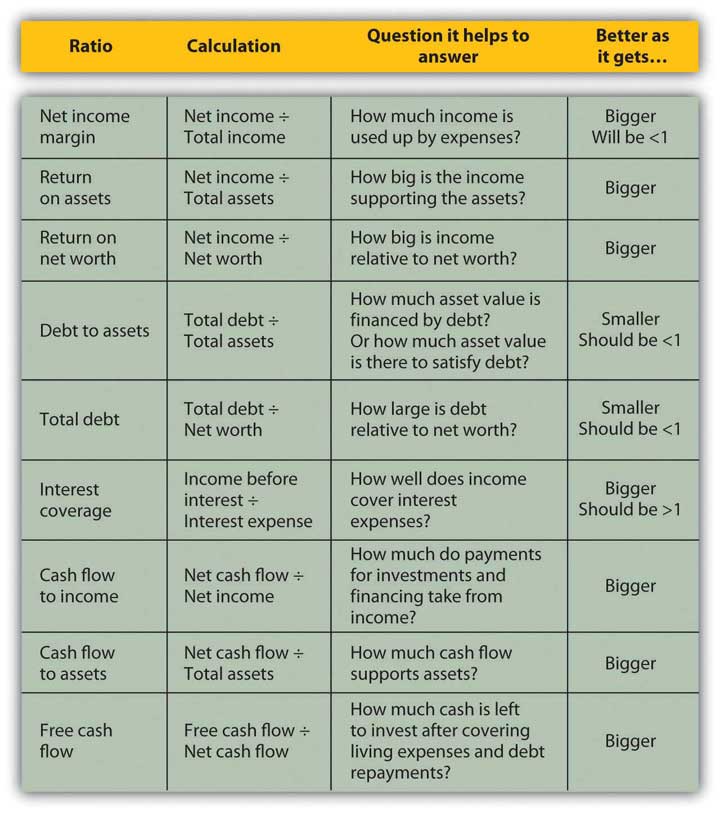 Ratio
Calculation
Question it helps to
answer
Better as
it gets…
Net income
margin
Net income ÷
Total income
How much income is
used up by expenses?
Bigger
Will be <1
Return
on assets
Net income ÷
Total assets
How big is the income
supporting the assets?
Bigger
Return on
net worth
Net income ÷
Net worth
How big is income
relative to net worth?
Bigger
Debt to assets
Total debt ÷
Total assets
How much asset value is
financed by debt?
Or how much asset value
is there to satisfy debt?
Smaller
Should be <1
Total debt
Total debt ÷
Net worth
How large is debt
relative to net worth?
Smaller
Should be <1
Interest
coverage
Income before
interest ÷
Interest expense
How well does income
cover interest
expenses?
Bigger
Should be >1
Cash flow
to income
Net cash flow ÷
Net income
How much do payments
for investments and
financing take from
income?
Bigger
Cash flow
to assets
Net cash flow ÷
Total assets
How much cash flow
supports assets?
Bigger
Free cash
flow
Free cash flow ÷
Net cash flow
How much cash is left
to invest after covering
living expenses and debt
repayments?
Bigger